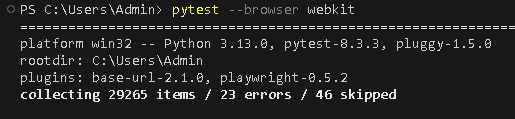 PS C:\Users\Admin> pytest --browser webkit
================================================================
platform win32 -- Python 3.13.0, pytest-8.3.3, pluggy-1.5.0
rootdir: C:\Users\Admin
plugins: base-url-2.1.0, playwright-0.5.2
collecting 29265 items / 23 errors / 46 skipped